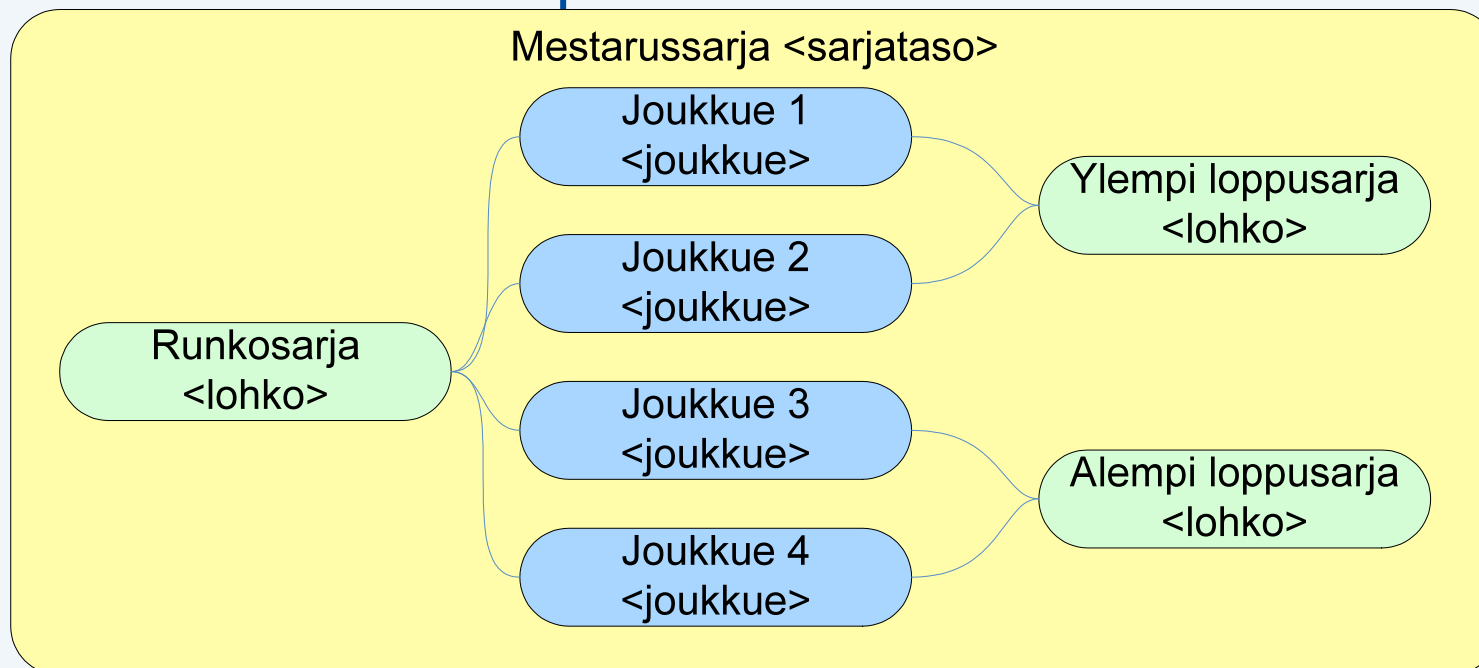 Mestarussarja <sarjataso>
Joukkue 1
<joukkue>
Ylempi loppusarja
<lohko>
Joukkue 2
<joukkue>
Runkosarja
<lohko>
Joukkue 3
<joukkue>
Alempi loppusarja
<lohko>
Joukkue 4
<joukkue>